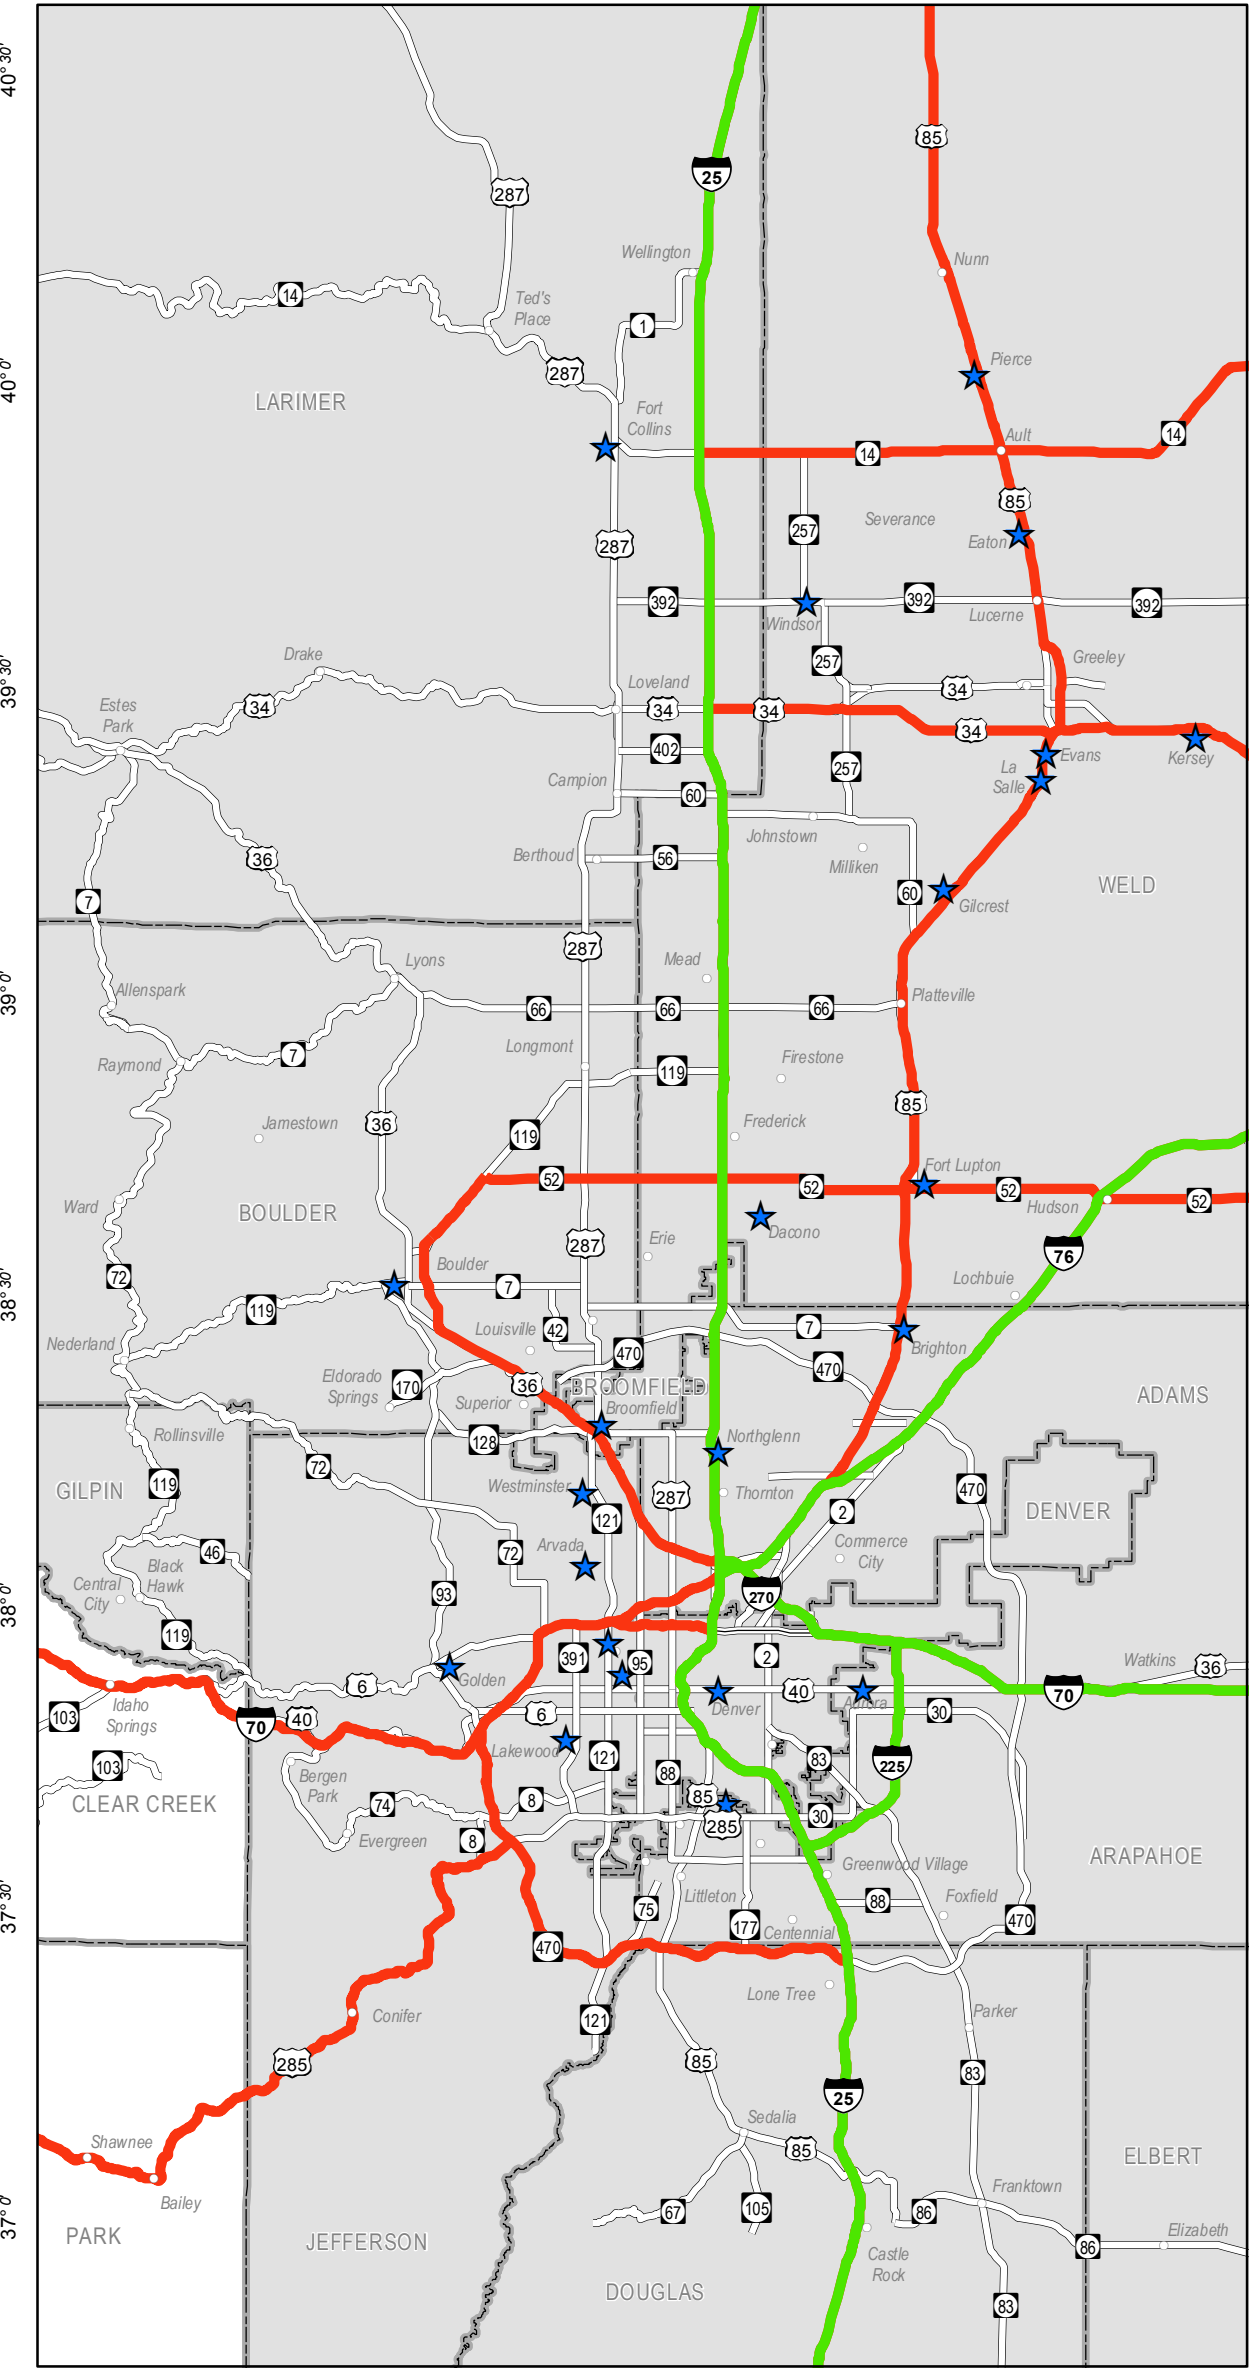 40° 30'
85
25
287
Wellington
Nunn
14
Ted's
Place
1
Pierce
40° 0'
287
LARIMER
Fort
Collins
14
Ault
14
85
Severance
257
Eaton
287
392
392
392
Windsor
Lucerne
39° 30'
Drake
257
Greeley
Loveland
34
Estes
Park
34
34
34
34
402
Evans
Kersey
La
Salle
257
Campion
60
Johnstown
36
Berthoud
56
Milliken
WELD
7
60
Gilcrest
287
Lyons
Mead
39° 0'
Allenspark
Platteville
66
66
66
Longmont
Firestone
7
Raymond
119
85
Jamestown
36
Frederick
119
Fort Lupton
52
52
52
52
Ward
BOULDER
Hudson
Dacono
287
Erie
76
Boulder
72
Lochbuie
7
38° 30'
119
Louisville
42
7
Nederland
Brighton
470
470
Eldorado
Springs
170
36
BROOMFIELD
ADAMS
Superior
Broomfield
Rollinsville
128
Northglenn
72
GILPIN
119
Westminster
287
Thornton
470
DENVER
121
2
Arvada
Commerce
City
46
72
Black
Hawk
Central
City
93
270
38° 0'
119
391
95
2
Watkins
36
Golden
6
40
Aurora
70
Idaho
Springs
103
70
40
6
Denver
30
Lakewood
121
83
225
103
Bergen
Park
88
CLEAR CREEK
74
8
85
285
30
Evergreen
8
ARAPAHOE
Greenwood Village
37° 30'
Littleton
88
Foxfield
75
177
Centennial
470
470
Lone Tree
Conifer
121
Parker
285
85
83
25
Sedalia
Shawnee
85
ELBERT
Bailey
Franktown
37° 0'
67
105
86
PARK
JEFFERSON
86
Elizabeth
Castle
Rock
DOUGLAS
83